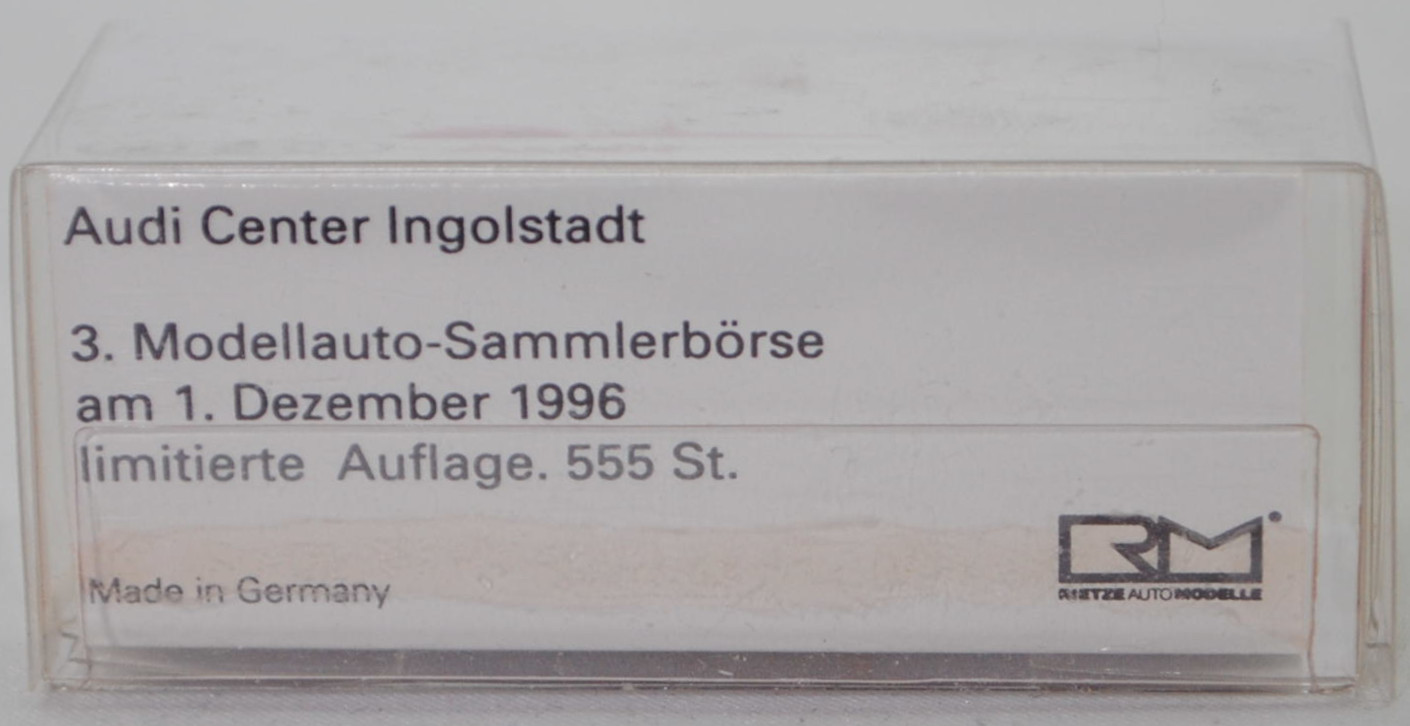 Audi Center Ingolstadt
3. Modellauto-Sammlerbörse
am 1. Dezember 1996
limitierte Auflage. 555 St.
Made in Germany
RM
RIETZE AUTO MODELLE